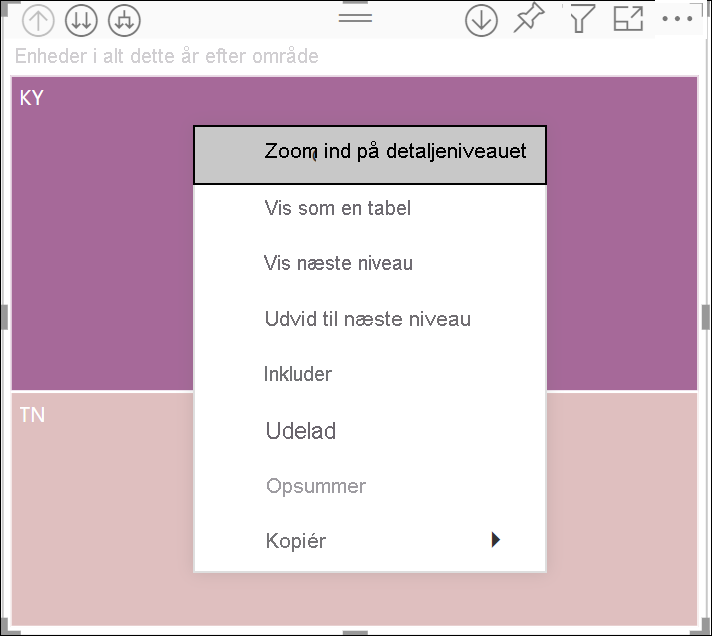 Enheder i alt dette år efter område
KY
Zoom ind på detaljeniveauet
Vis som en tabel
Vis næste niveau
Udvid til næste niveau
Inkluder
TN
Udelad
Opsummer
Kopiér